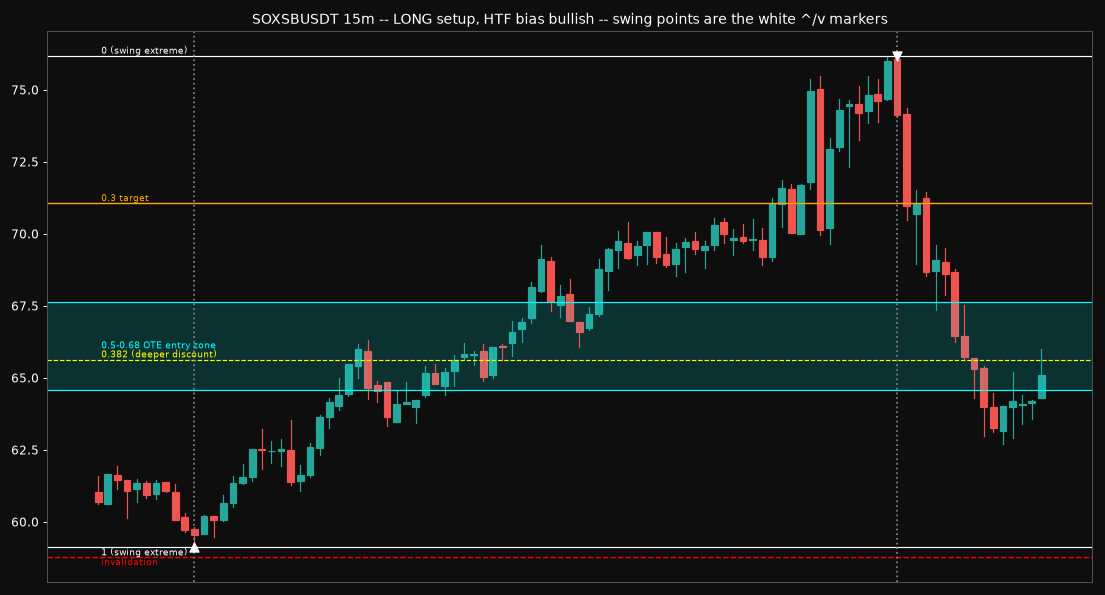 SOXSBUSDT 15m -- LONG setup, HTF bias bullish -- swing points are the white ^/v markers
0 (swing extreme)
75.0
72.5
0.3 target
70.0
67.5
0.5-0.68 OTE entry zone
0.382 (deeper discount)
65.0
62.5
60.0
1 (swing extreme)
invalidation